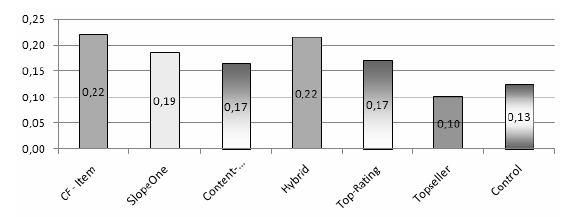 0,25
0,20
0,15
0,10
0,05
0,00
0,22
0,19
0,17
0,22
0,17
0,10
0,13
CF - Item
SlopeOne
Content-...
Hybrid
Top-Rating
Topseller
Control